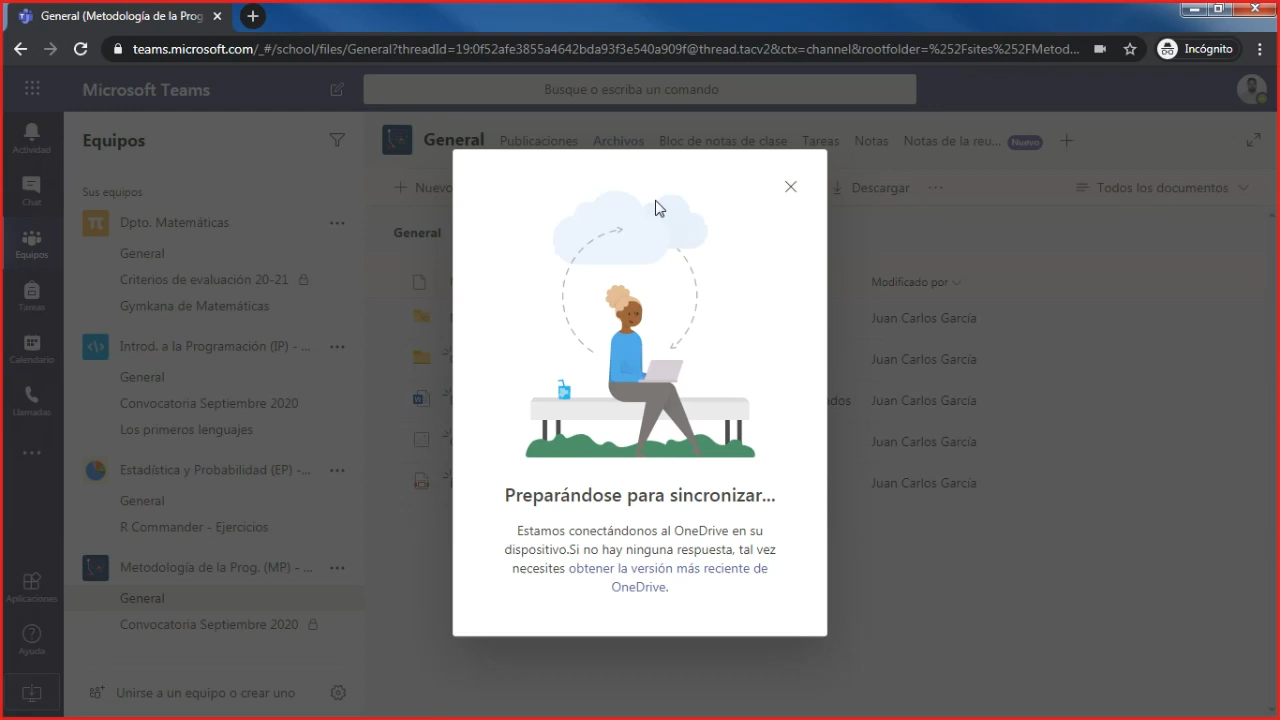 General (Metodología de la Prog
teams.microsoft.com/_#/school/files/General?threadId=19:0f52afe3855a4642bda93f3e540a909f@thread.tacv2&ctx=channel&rootfolder=%252Fsites%252FMetod...
Incógnito
Microsoft Teams
Busque o escriba un comando
Actividad
Chat
Equipos
Tareas
Calendario
Llamadas
Aplicaciones
Ayuda
Equipos
Sus equipos
Dpto. Matemáticas
General
Criterios de evaluación 20-21
Gymkana de Matemáticas
Introd. a la Programación (IP) - ...
General
Convocatoria Septiembre 2020
Los primeros lenguajes
Estadística y Probabilidad (EP) -...
General
R Commander - Ejercicios
Metodología de la Prog. (MP) - ...
General
Convocatoria Septiembre 2020
Unirse a un equipo o crear uno
General Publicaciones Archivos Bloc de notas de clase Tareas Notas Notas de la reu... Nuevo
Nuevo Descargar Todos los documentos
General
Modificado por
Juan Carlos García
Juan Carlos García
Juan Carlos García
Juan Carlos García
Juan Carlos García
Preparándose para sincronizar...
Estamos conectándonos al OneDrive en su
dispositivo.Si no hay ninguna respuesta, tal vez
necesites obtener la versión más reciente de
OneDrive.